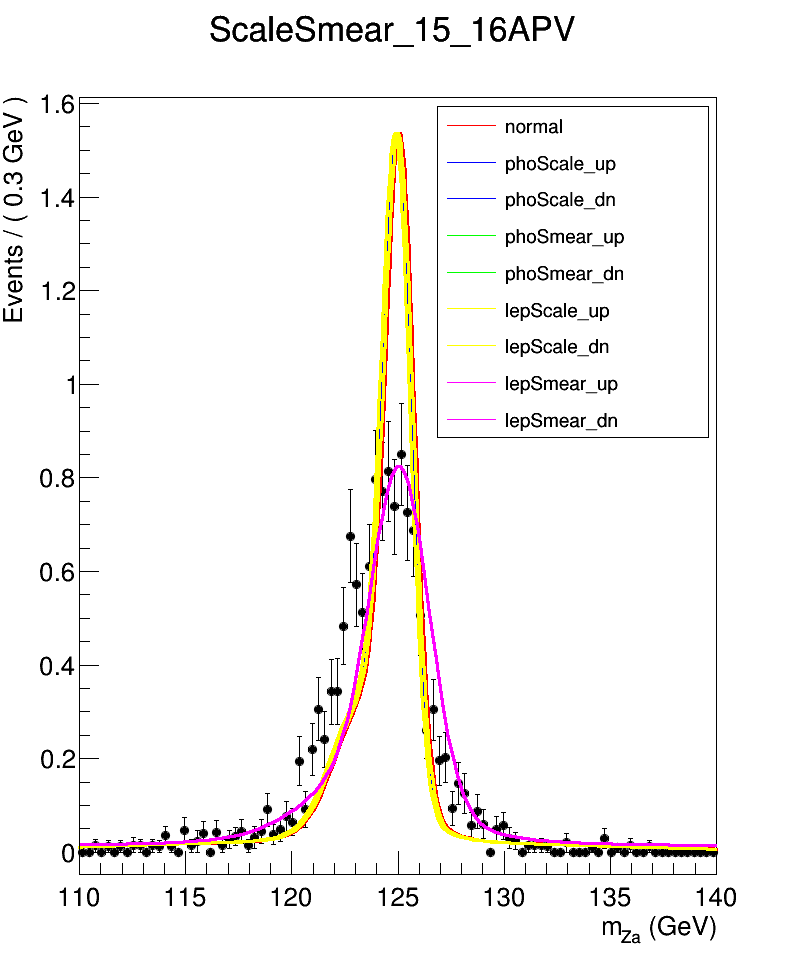 ScaleSmear_15_16APV
Events / ( 0.3 GeV )
1.6
1.4
1.2
1
0.8
0.6
0.4
0.2
0
normal
phoScale_up
phoScale_dn
phoSmear_up
phoSmear_dn
lepScale_up
lepScale_dn
lepSmear_up
lepSmear_dn
110 115 120 125 130 135 140
m_Za (GeV)